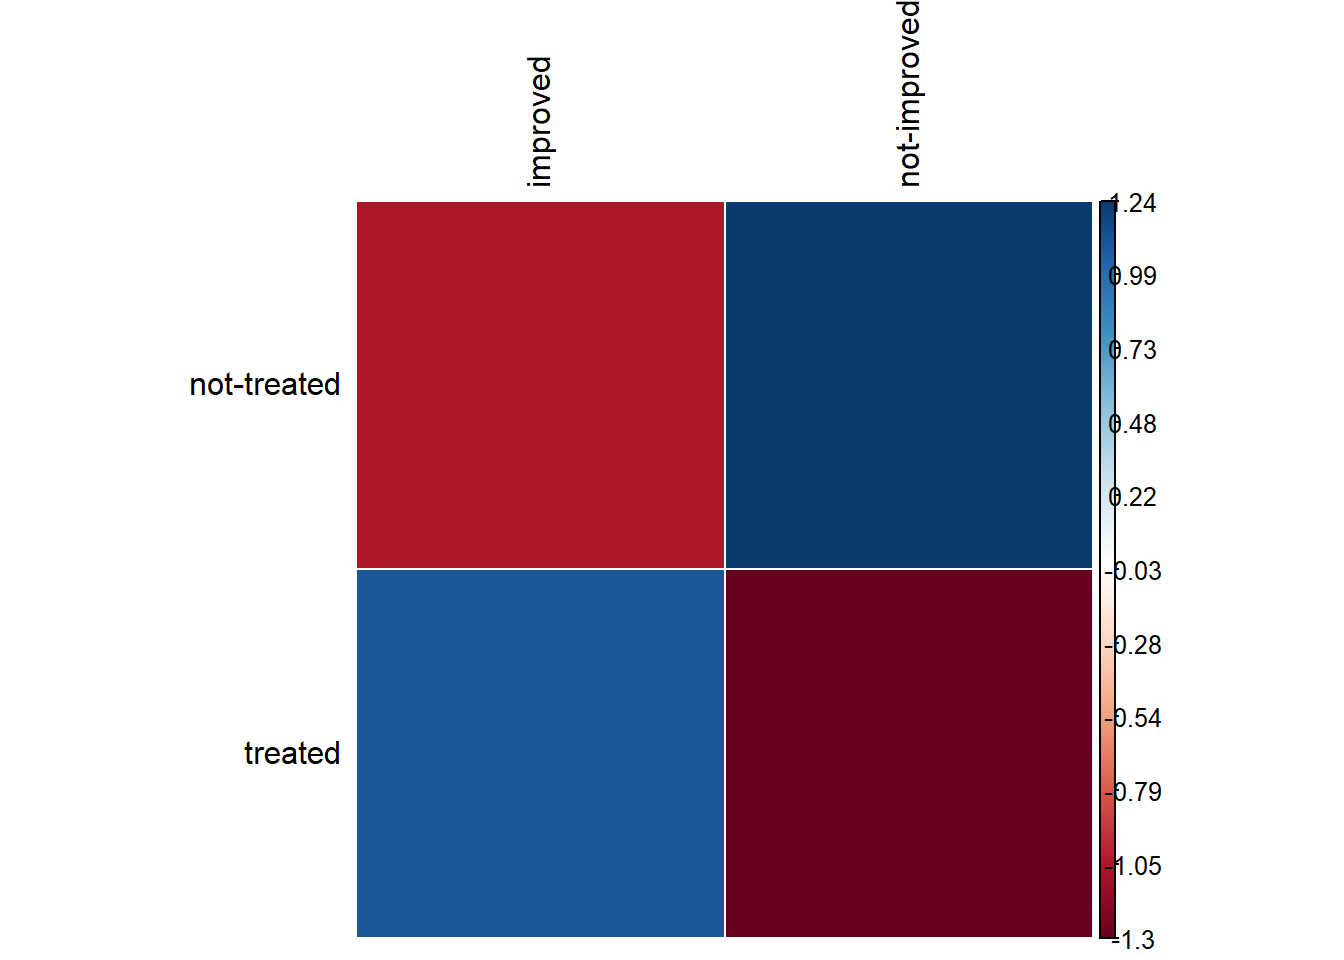 improved
not-improved
not-treated
treated
1.24
0.99
0.73
0.48
0.22
-0.03
-0.28
-0.54
-0.79
-1.05
-1.3